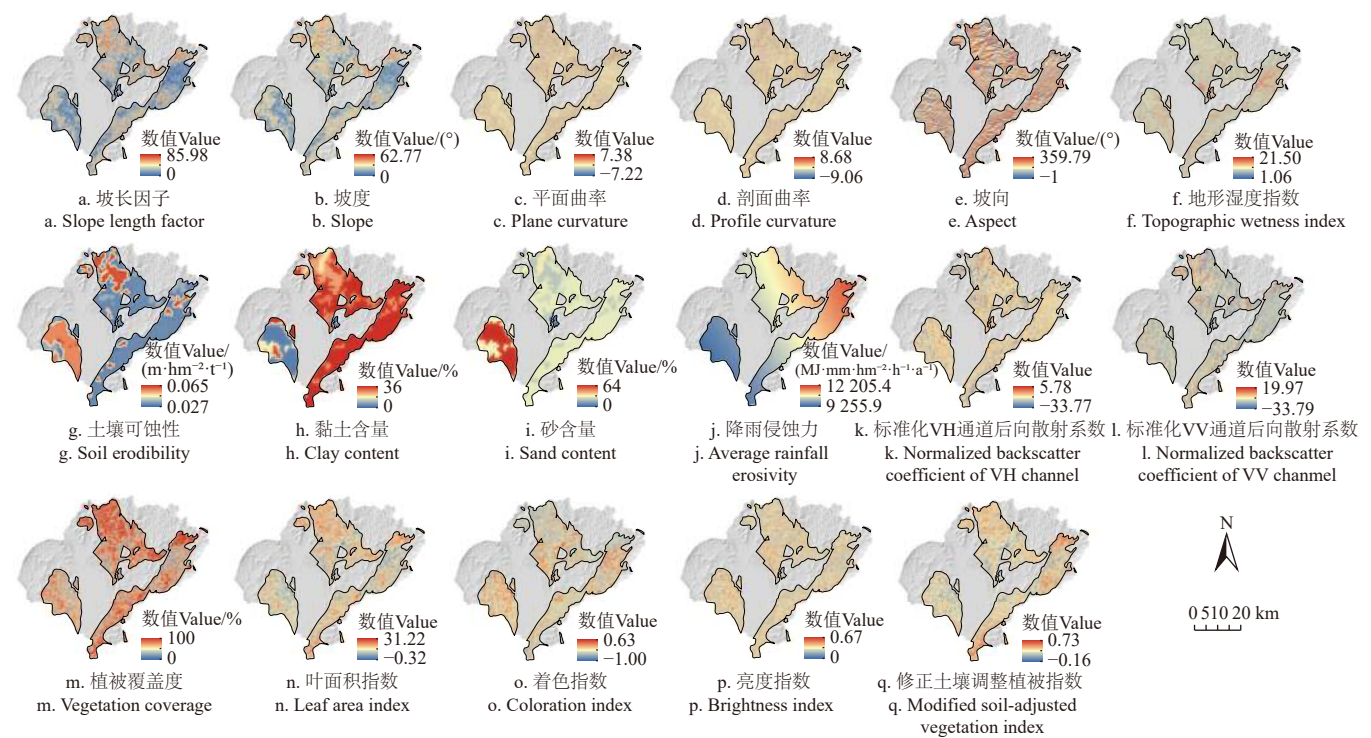 数值Value
85.98
0
a. 坡长因子
a. Slope length factor
数值Value/(°)
62.77
0
b. 坡度
b. Slope
数值Value
7.38
−7.22
c. 平面曲率
c. Plane curvature
数值Value
8.68
−9.06
d. 剖面曲率
d. Profile curvature
数值Value/(°)
359.79
−1
e. 坡向
e. Aspect
数值Value
21.50
1.06
f. 地形湿度指数
f. Topographic wetness index
数值Value/
(m·hm⁻²·t⁻¹)
0.065
0.027
g. 土壤可蚀性
g. Soil erodibility
数值Value/%
36
0
h. 黏土含量
h. Clay content
数值Value/%
64
0
i. 砂含量
i. Sand content
数值Value/
(MJ·mm·hm⁻²·h⁻¹·a⁻¹)
12 205.4
9 255.9
j. 降雨侵蚀力
j. Average rainfall
erosivity
数值Value
5.78
−33.77
k. 标准化VH通道后向散射系数
k. Normalized backscatter
coefficient of VH channel
数值Value
19.97
−33.79
l. 标准化VV通道后向散射系数
l. Normalized backscatter
coefficient of VV channel
数值Value/%
100
0
m. 植被覆盖度
m. Vegetation coverage
数值Value
31.22
−0.32
n. 叶面积指数
n. Leaf area index
数值Value
0.63
−1.00
o. 着色指数
o. Coloration index
数值Value
0.67
0
p. 亮度指数
p. Brightness index
数值Value
0.73
−0.16
q. 修正土壤调整植被指数
q. Modified soil-adjusted
vegetation index
N
0 5 10 20 km